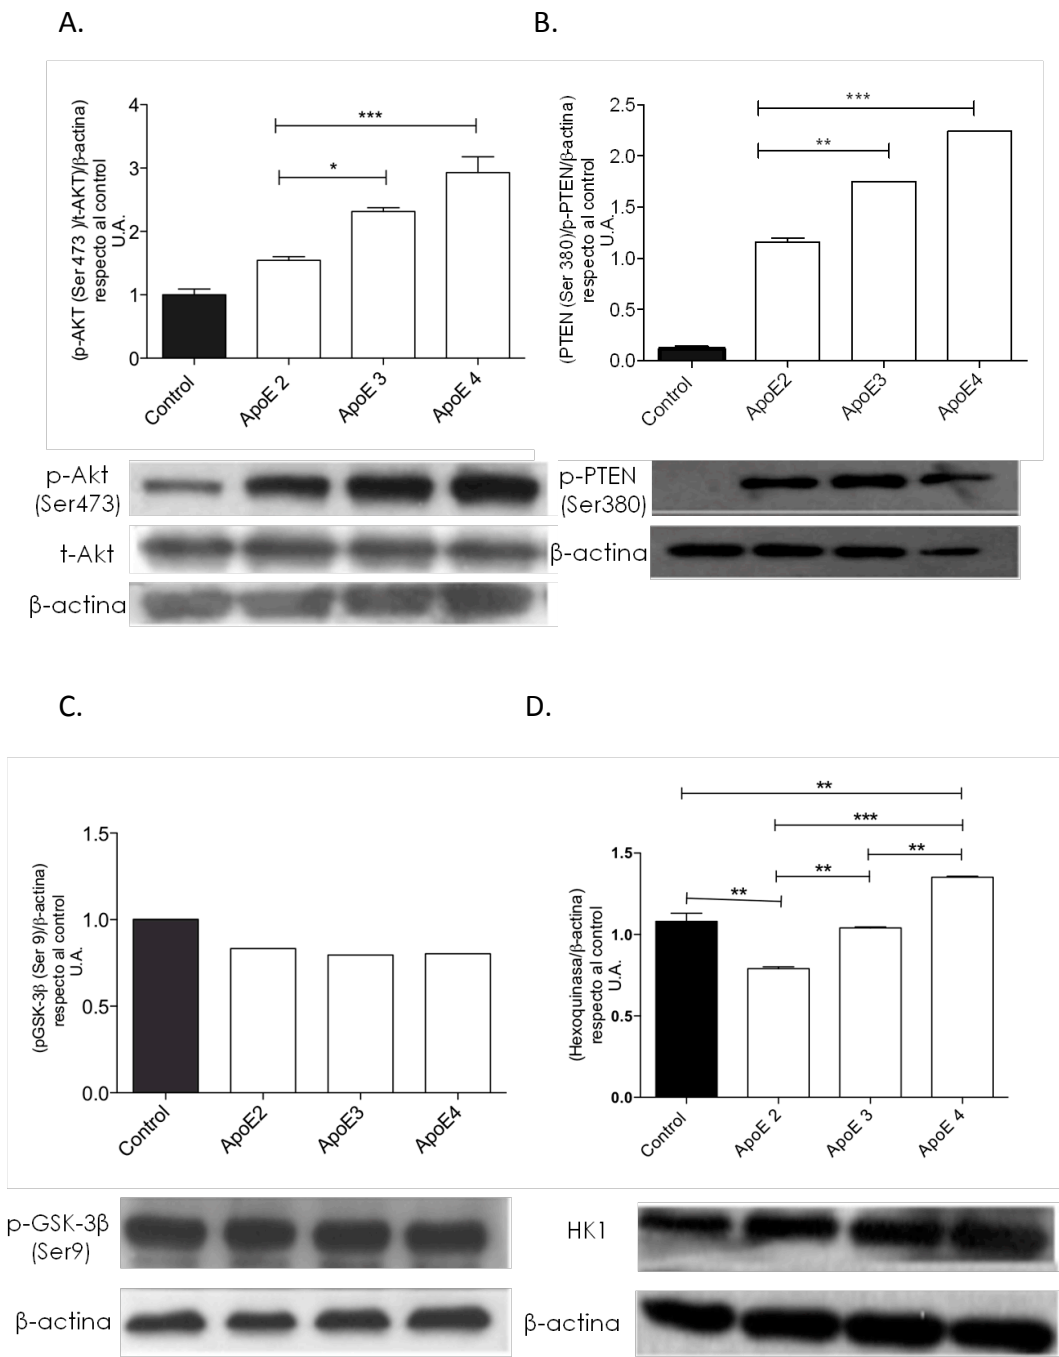 A.
B.
(p-AKT (Ser 473 )/t-AKT)/β-actina)
respecto al control
U.A.
4
3
2
1
0
***
*
Control
ApoE 2
ApoE 3
ApoE 4
(PTEN (Ser 380)/p-PTEN/β-actina)
respecto al control
U.A.
2.5
2.0
1.5
1.0
0.5
0.0
***
**
Control
ApoE2
ApoE3
ApoE4
p-Akt
(Ser473)
t-Akt
β-actina
p-PTEN
(Ser380)
β-actina
C.
D.
(pGSK-3β (Ser 9)/β-actina)
respecto al control
U.A.
1.5
1.0
0.5
0.0
Control
ApoE2
ApoE3
ApoE4
(Hexoquinasa/β-actina)
respecto al control
U.A.
1.5
1.0
0.5
0.0
**
***
**
**
**
Control
ApoE 2
ApoE 3
ApoE 4
p-GSK-3β
(Ser9)
β-actina
HK1
β-actina